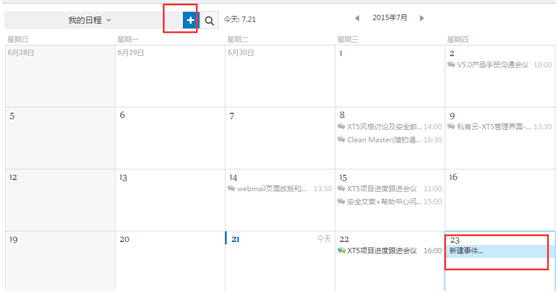 我的日程
+
今天: 7.21
2015年7月
星期日 星期一 星期二 星期三 星期四
6月28日 6月29日 6月30日 1 2
V5.0产品手册沟通会议 10:00
5 6 7 8 9
XT5风格讨论及安全邮... 14:00
Clean Master(猎豹清... 16:30
私有云-XT5管理界面-... 13:30
12 13 14 15 16
webmail页面改版和... 13:30
XT5项目进度跟进会议 11:00
安全文案+帮助中心问... 15:00
19 20 21 今天 22 23
XT5项目进度跟进会议 16:00
新建事件...